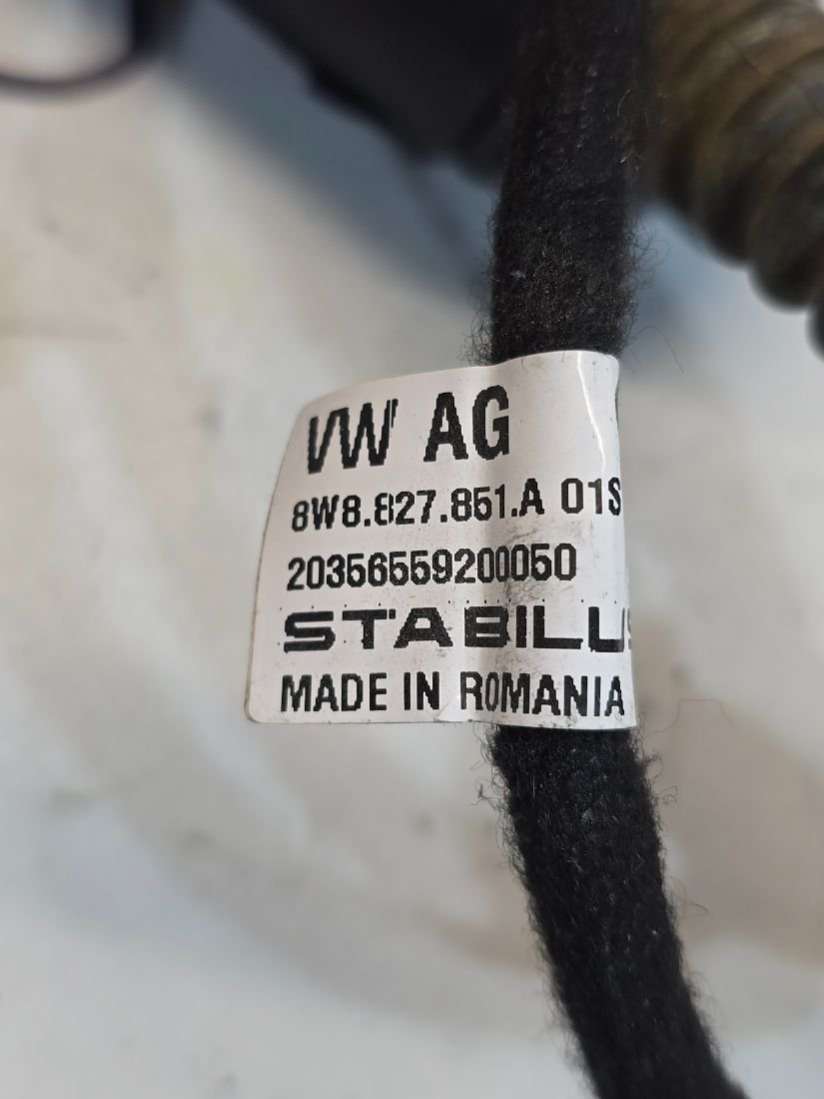 VW AG
8W8.827.851.A 01S
20356559200050
STABILUS
MADE IN ROMANIA